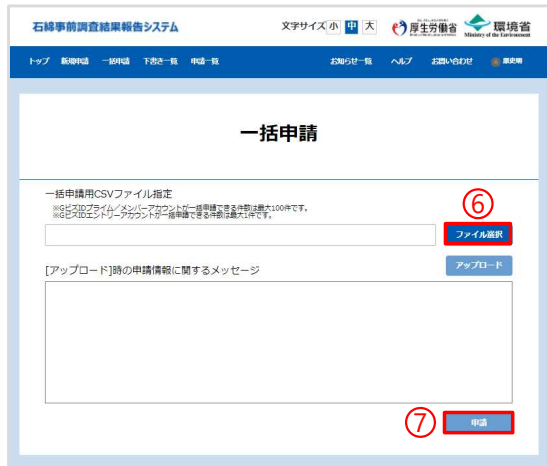 石綿事前調査結果報告システム
文字サイズ 小 中 大
厚生労働省
環境省
Ministry of the Environment
トップ 新規申請 一括申請 下書き一覧 申請一覧 お知らせ一覧 ヘルプ お問い合わせ
一括申請
一括申請用CSVファイル指定
※GビズIDプライム／メンバーアカウントが一括申請できる件数は最大100件です。
※GビズIDエントリーアカウントが一括申請できる件数は最大1件です。
⑥
ファイル選択
アップロード
[アップロード]時の申請情報に関するメッセージ
⑦
申請